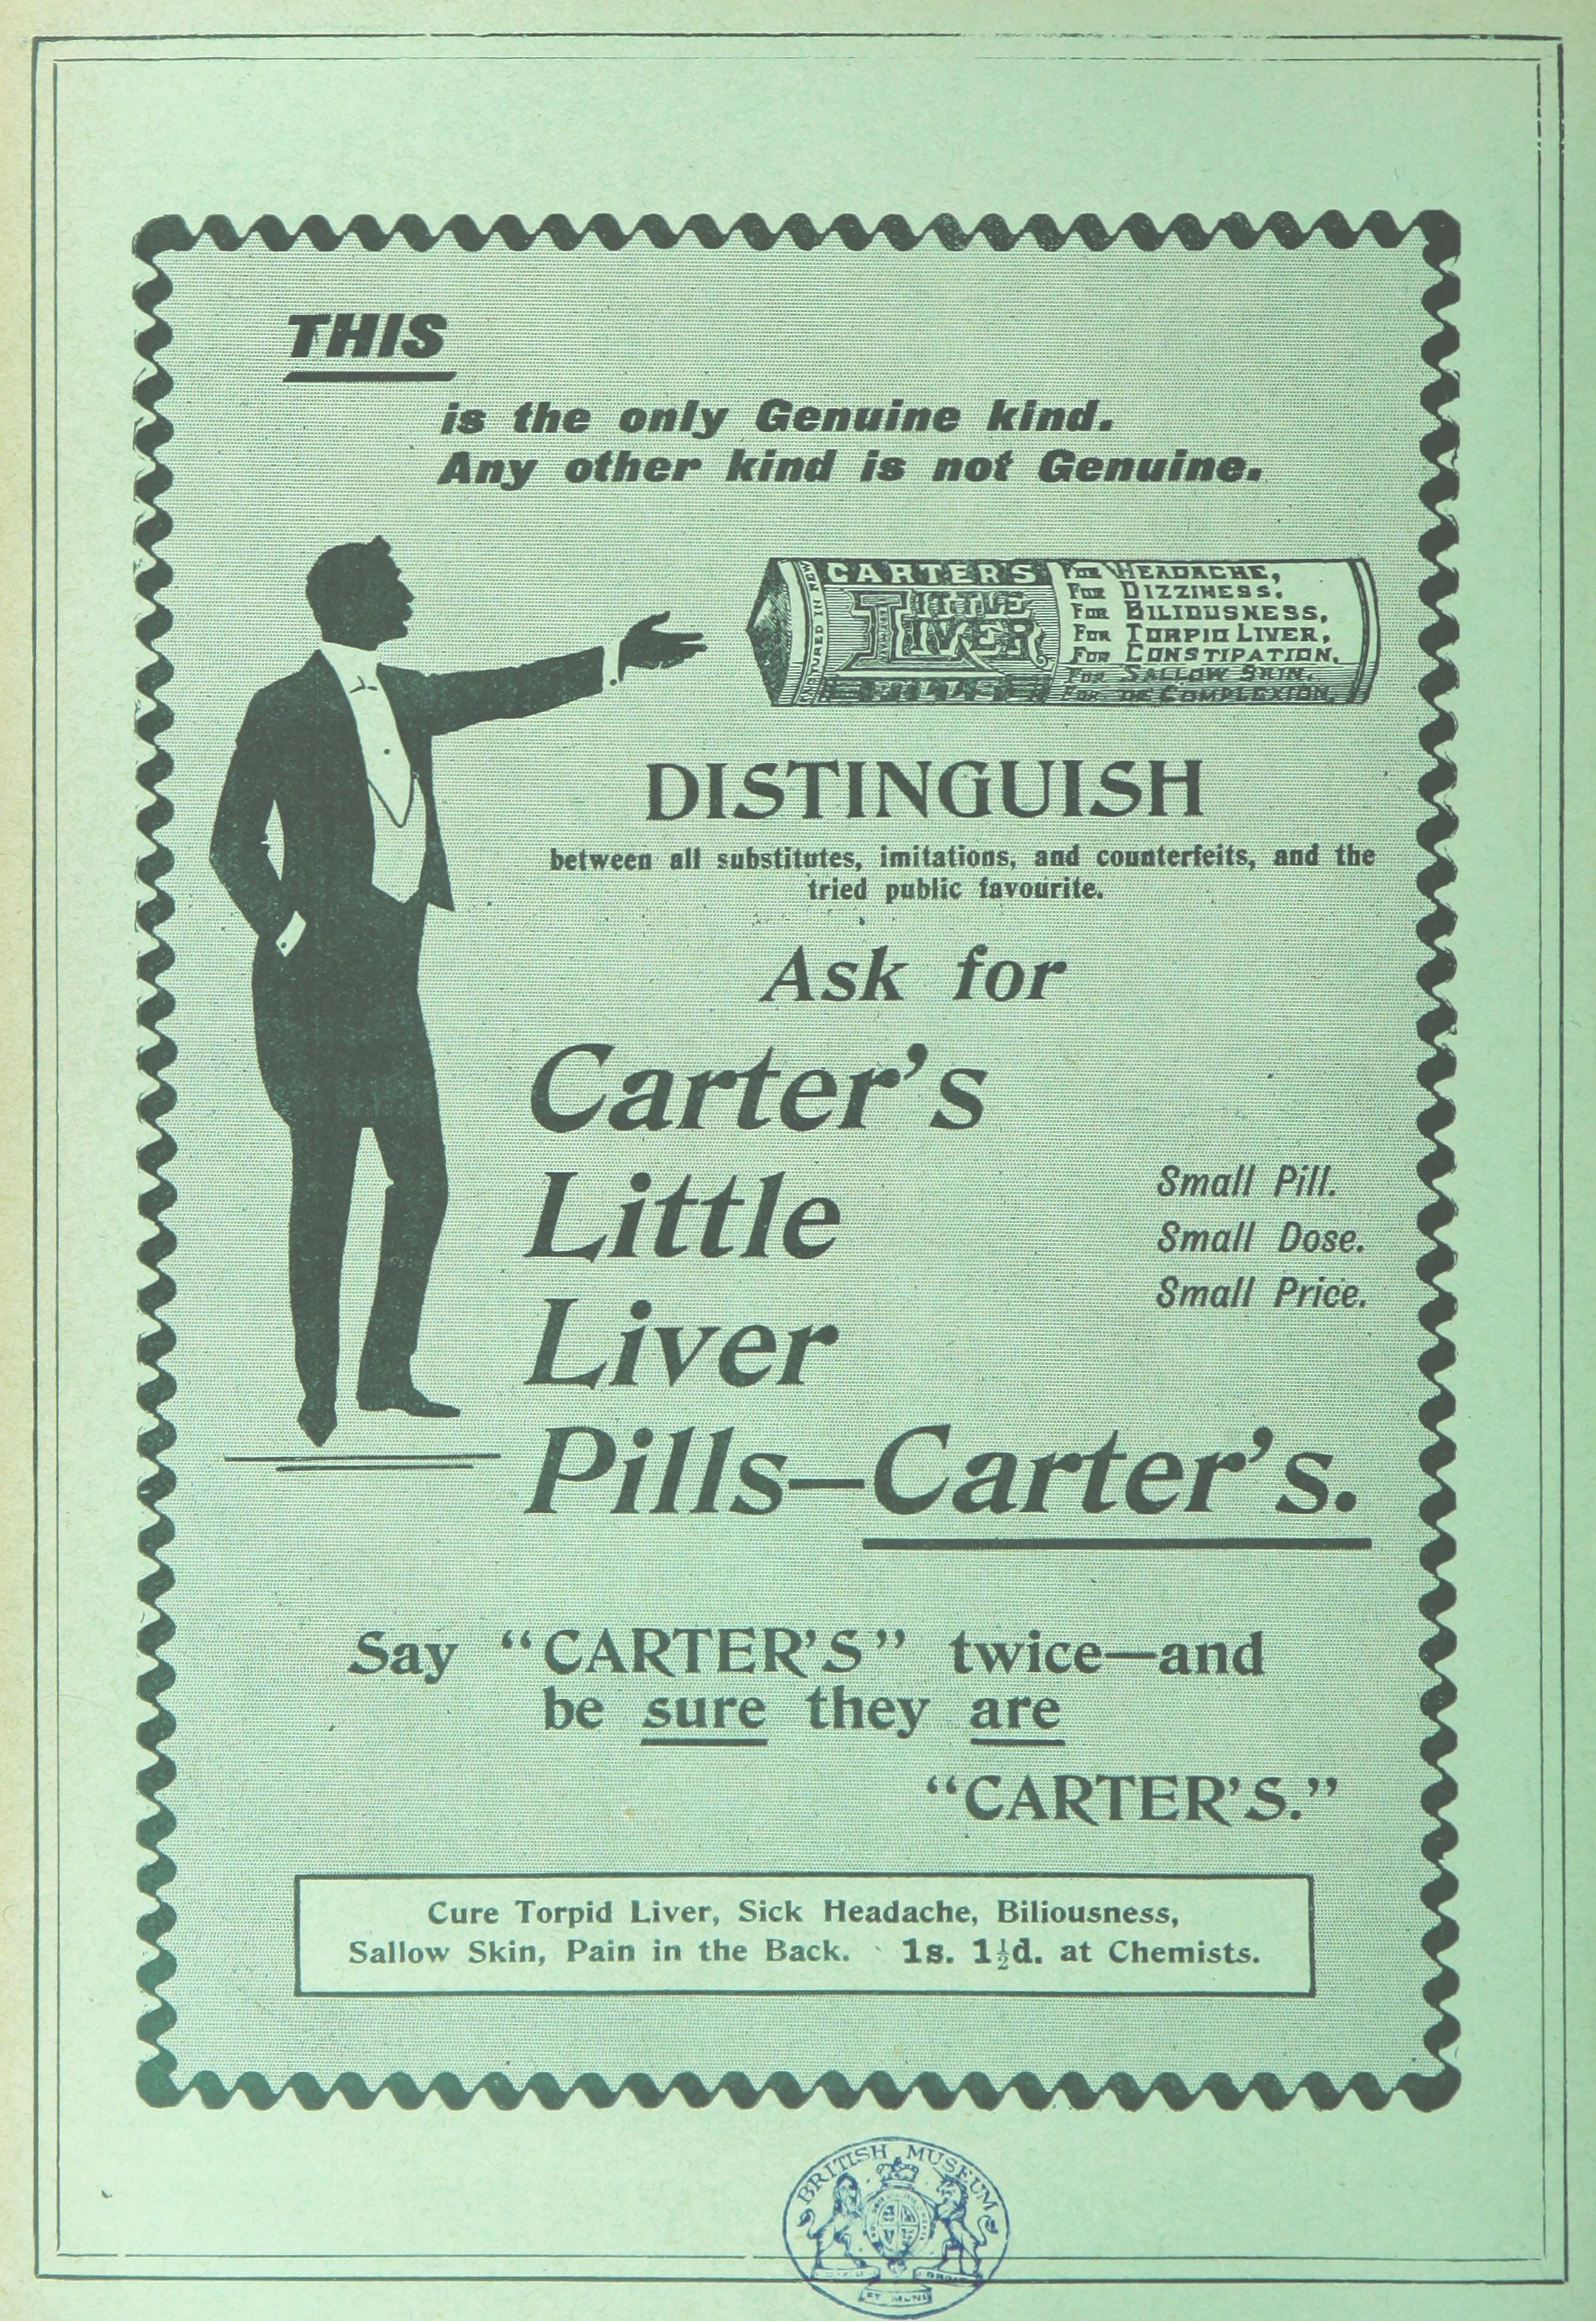 THIS
is the only Genuine kind.
Any other kind is not Genuine.
CARTER'S
LITTLE
LIVER
PILLS
FOR HEADACHE,
FOR DIZZINESS,
FOR BILIOUSNESS,
FOR TORPID LIVER,
FOR CONSTIPATION,
FOR SALLOW SKIN,
FOR THE COMPLEXION,
DISTINGUISH
between all substitutes, imitations, and counterfeits, and the
tried public favourite.
Ask for
Carter's
Little
Liver
Pills—Carter's.
Small Pill.
Small Dose.
Small Price.
Say "CARTER'S" twice—and
be sure they are
"CARTER'S."
Cure Torpid Liver, Sick Headache, Biliousness,
Sallow Skin, Pain in the Back. 1s. 1½d. at Chemists.
BRITISH MUSEUM